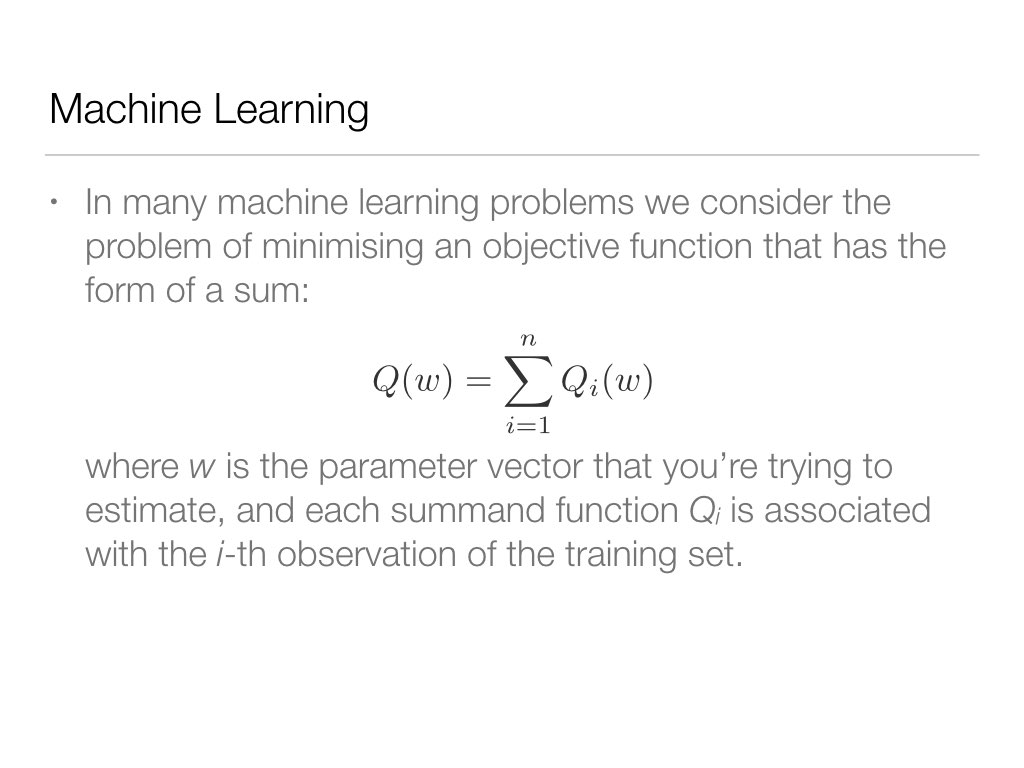 Machine Learning
• In many machine learning problems we consider the
problem of minimising an objective function that has the
form of a sum:
$Q(w) = \sum_{i=1}^{n} Q_i(w)$
where w is the parameter vector that you’re trying to
estimate, and each summand function Qᵢ is associated
with the i-th observation of the training set.